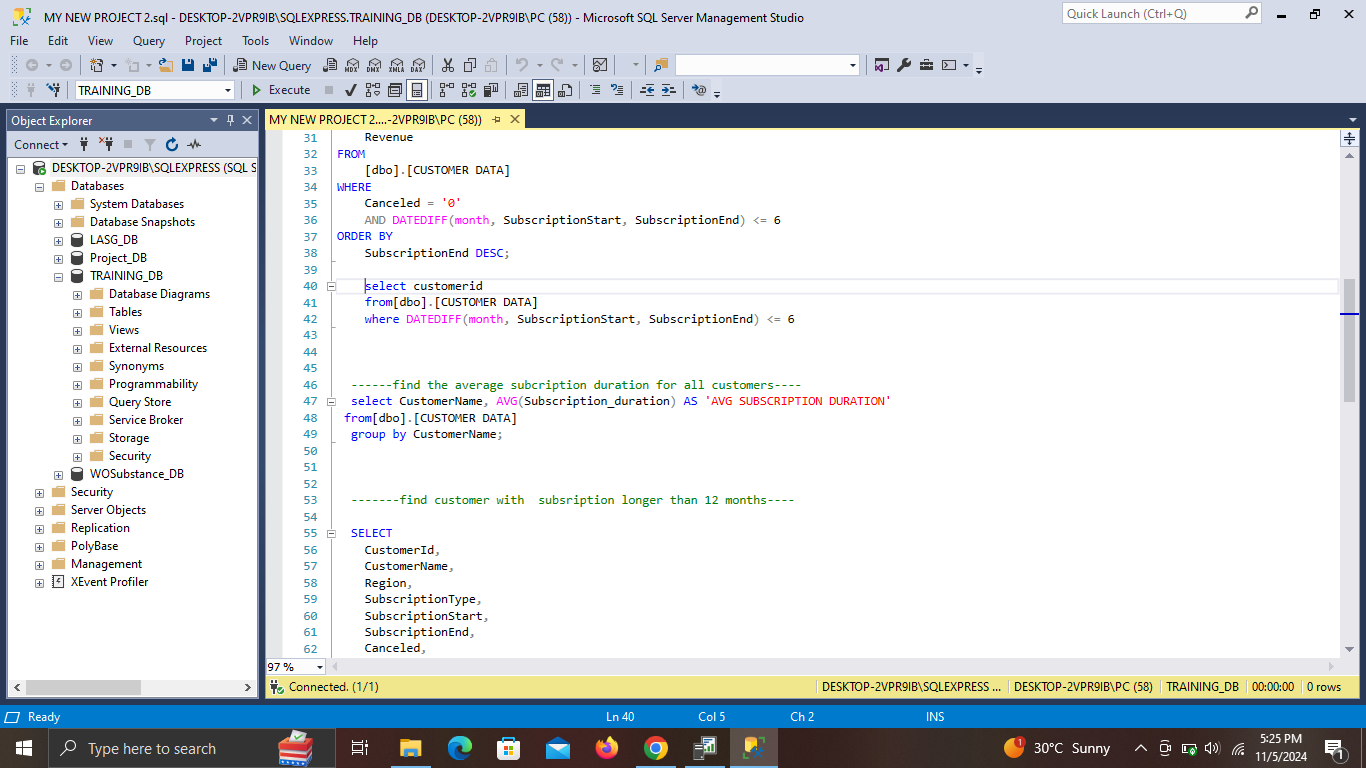 MY NEW PROJECT 2.sql - DESKTOP-2VPR9IB\SQLEXPRESS.TRAINING_DB (DESKTOP-2VPR9IB\PC (58)) - Microsoft SQL Server Management Studio
Quick Launch (Ctrl+Q)
File Edit View Query Project Tools Window Help
New Query MDX DMX XMLA DAX
TRAINING_DB Execute
Object Explorer
Connect
DESKTOP-2VPR9IB\SQLEXPRESS (SQL S
Databases
System Databases
Database Snapshots
LASG_DB
Project_DB
TRAINING_DB
Database Diagrams
Tables
Views
External Resources
Synonyms
Programmability
Query Store
Service Broker
Storage
Security
WOSubstance_DB
Security
Server Objects
Replication
PolyBase
Management
XEvent Profiler
MY NEW PROJECT 2....-2VPR9IB\PC (58))
31 Revenue
32 FROM
33 [dbo].[CUSTOMER DATA]
34 WHERE
35 Canceled = '0'
36 AND DATEDIFF(month, SubscriptionStart, SubscriptionEnd) <= 6
37 ORDER BY
38 SubscriptionEnd DESC;
39
40 select customerid
41 from[dbo].[CUSTOMER DATA]
42 where DATEDIFF(month, SubscriptionStart, SubscriptionEnd) <= 6
43
44
45
46 ------find the average subcription duration for all customers----
47 select CustomerName, AVG(Subscription_duration) AS 'AVG SUBSCRIPTION DURATION'
48 from[dbo].[CUSTOMER DATA]
49 group by CustomerName;
50
51
52
53 -------find customer with  subsription longer than 12 months----
54
55 SELECT
56 CustomerId,
57 CustomerName,
58 Region,
59 SubscriptionType,
60 SubscriptionStart,
61 SubscriptionEnd,
62 Canceled,
97 %
Connected. (1/1) DESKTOP-2VPR9IB\SQLEXPRESS ... DESKTOP-2VPR9IB\PC (58) TRAINING_DB 00:00:00 0 rows
Ready Ln 40 Col 5 Ch 2 INS
Type here to search
1 30°C Sunny
5:25 PM
11/5/2024
1